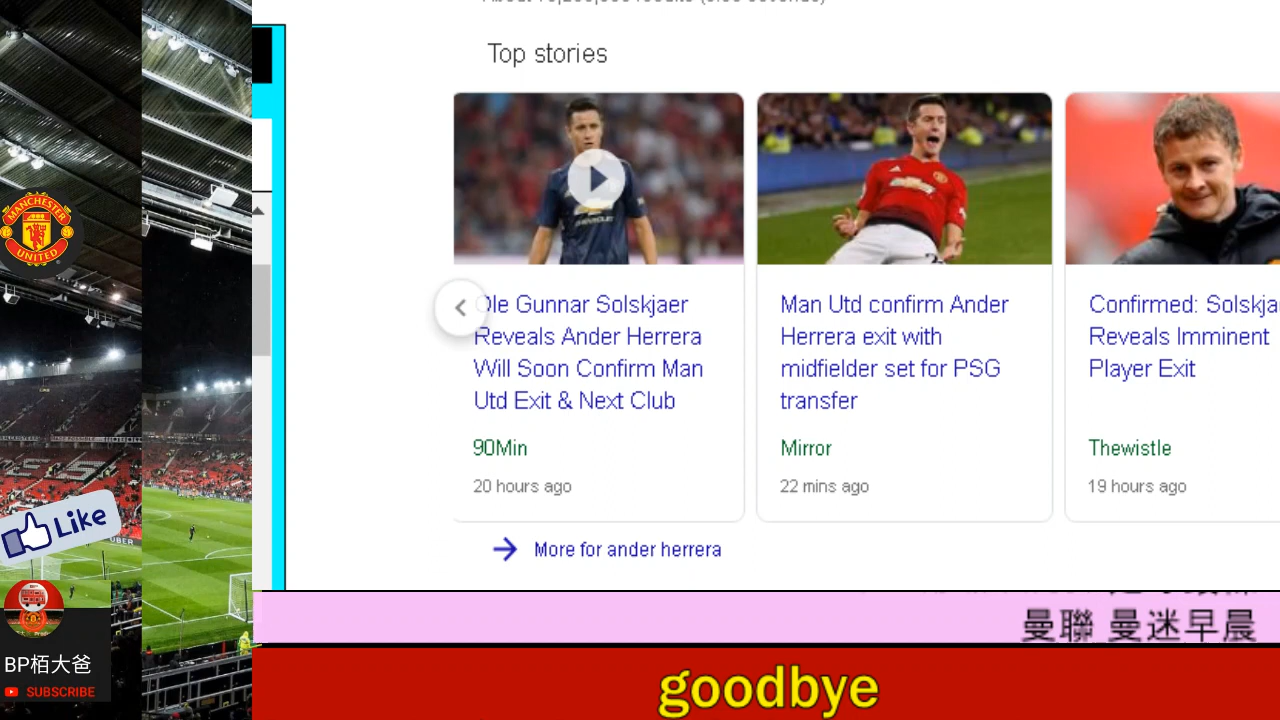 Top stories
Ole Gunnar Solskjaer
Reveals Ander Herrera
Will Soon Confirm Man
Utd Exit & Next Club
90Min
20 hours ago
Man Utd confirm Ander
Herrera exit with
midfielder set for PSG
transfer
Mirror
22 mins ago
Confirmed: Solskja
Reveals Imminent
Player Exit
Thewistle
19 hours ago
More for ander herrera
MANCHESTER
UNITED
Like
BP栢大爸
SUBSCRIBE
曼聯 曼迷早晨
goodbye